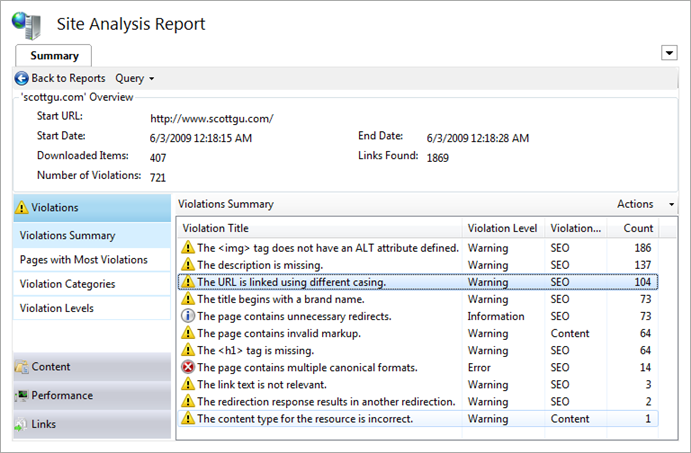 Site Analysis Report
Summary
Back to Reports Query
'scottgu.com' Overview
Start URL: http://www.scottgu.com/
Start Date: 6/3/2009 12:18:15 AM End Date: 6/3/2009 12:18:28 AM
Downloaded Items: 407 Links Found: 1869
Number of Violations: 721
Violations
Violations Summary
Pages with Most Violations
Violation Categories
Violation Levels
Content
Performance
Links
Violations Summary Actions
Violation Title Violation Level Violation... Count
The <img> tag does not have an ALT attribute defined. Warning SEO 186
The description is missing. Warning SEO 137
The URL is linked using different casing. Warning SEO 104
The title begins with a brand name. Warning SEO 73
The page contains unnecessary redirects. Information SEO 73
The page contains invalid markup. Warning Content 64
The <h1> tag is missing. Warning SEO 64
The page contains multiple canonical formats. Error SEO 14
The link text is not relevant. Warning SEO 3
The redirection response results in another redirection. Warning SEO 2
The content type for the resource is incorrect. Warning Content 1